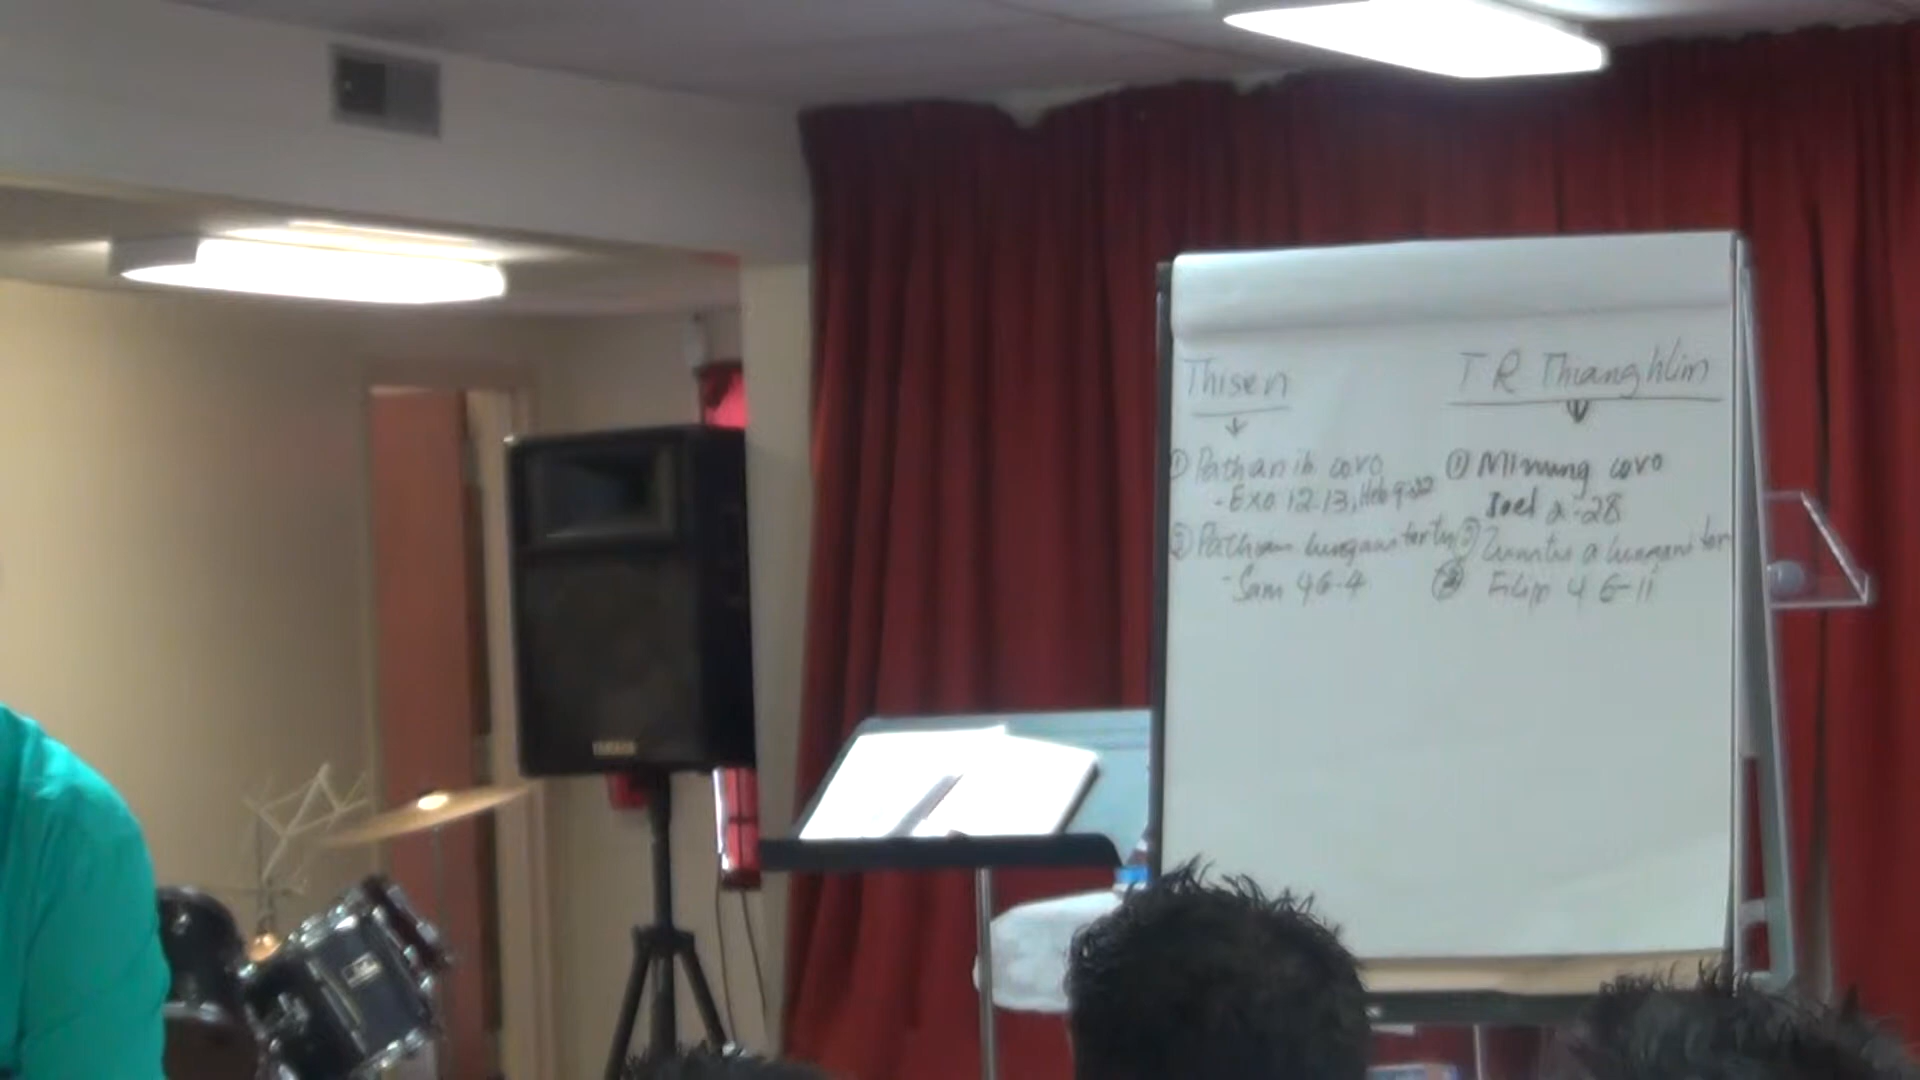 Thisen
① Pathian ih covo
- Exo 12.13, Heb 9:22
② Pathian
- Sam 46-4
T R Thianghlim
① Minung covo
Joel 2:28
Filip 4 6-11
YAMAHA